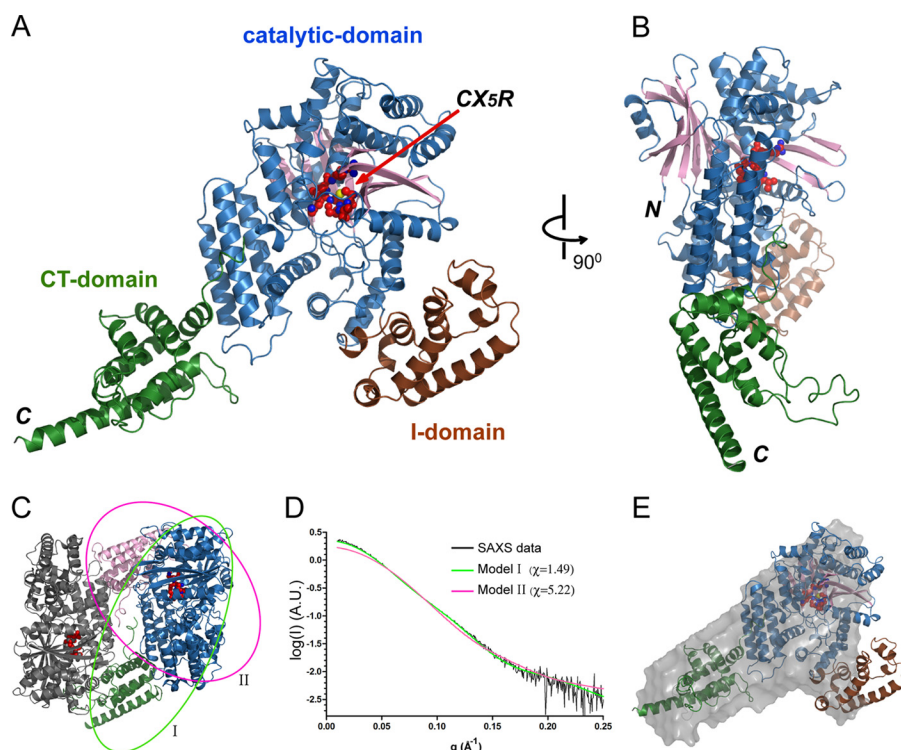 A
catalytic-domain
CX5R
CT-domain
C
I-domain
90⁰
B
N
C
C
I
II
D
SAXS data
Model I (χ=1.49)
Model II (χ=5.22)
log(I) (A.U.)
0.5
0.0
-0.5
-1.0
-1.5
-2.0
-2.5
0.00 0.05 0.10 0.15 0.20 0.25
q (Å⁻¹)
E